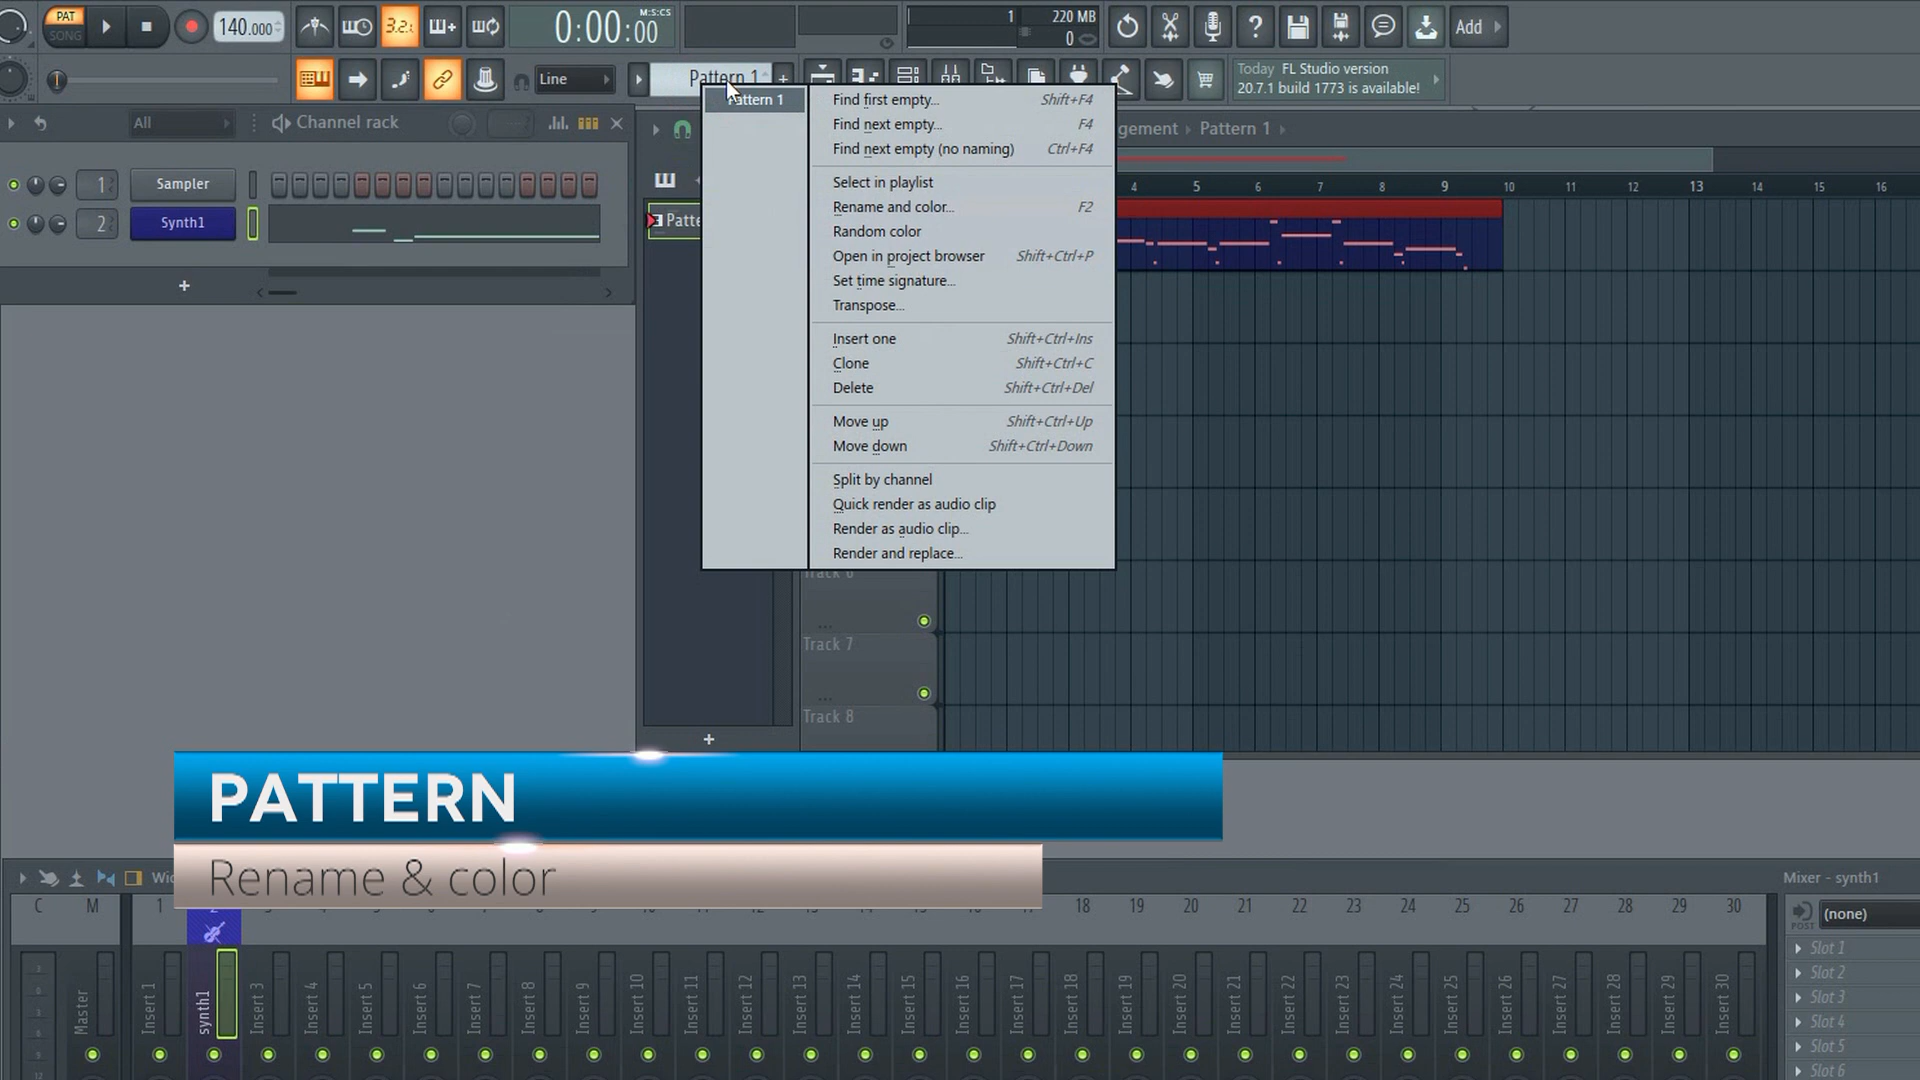 PAT
SONG
140.000
3.2.
M:S:CS
0:00:00
1
220 MB
0
Add
Line
Pattern 1
Today FL Studio version
20.7.1 build 1773 is available!
All
Channel rack
Pattern 1
gement Pattern 1
1 Sampler
2 Synth1
Patte
4 5 6 7 8 9 10 11 12 13 14 15 16
Find first empty... Shift+F4
Find next empty... F4
Find next empty (no naming) Ctrl+F4
Select in playlist
Rename and color... F2
Random color
Open in project browser Shift+Ctrl+P
Set time signature...
Transpose...
Insert one Shift+Ctrl+Ins
Clone Shift+Ctrl+C
Delete Shift+Ctrl+Del
Move up Shift+Ctrl+Up
Move down Shift+Ctrl+Down
Split by channel
Quick render as audio clip
Render as audio clip...
Render and replace...
Track 6
Track 7
Track 8
PATTERN
Rename & color
Mixer - synth1
C M 1 2 18 19 20 21 22 23 24 25 26 27 28 29 30
POST
(none)
Slot 1
Slot 2
Slot 3
Slot 4
Slot 5
Slot 6
Master Insert 1 synth1 Insert 3 Insert 4 Insert 5 Insert 6 Insert 7 Insert 8 Insert 9 Insert 10 Insert 11 Insert 12 Insert 13 Insert 14 Insert 15 Insert 16 Insert 17 Insert 18 Insert 19 Insert 20 Insert 21 Insert 22 Insert 23 Insert 24 Insert 25 Insert 26 Insert 27 Insert 28 Insert 29 Insert 30